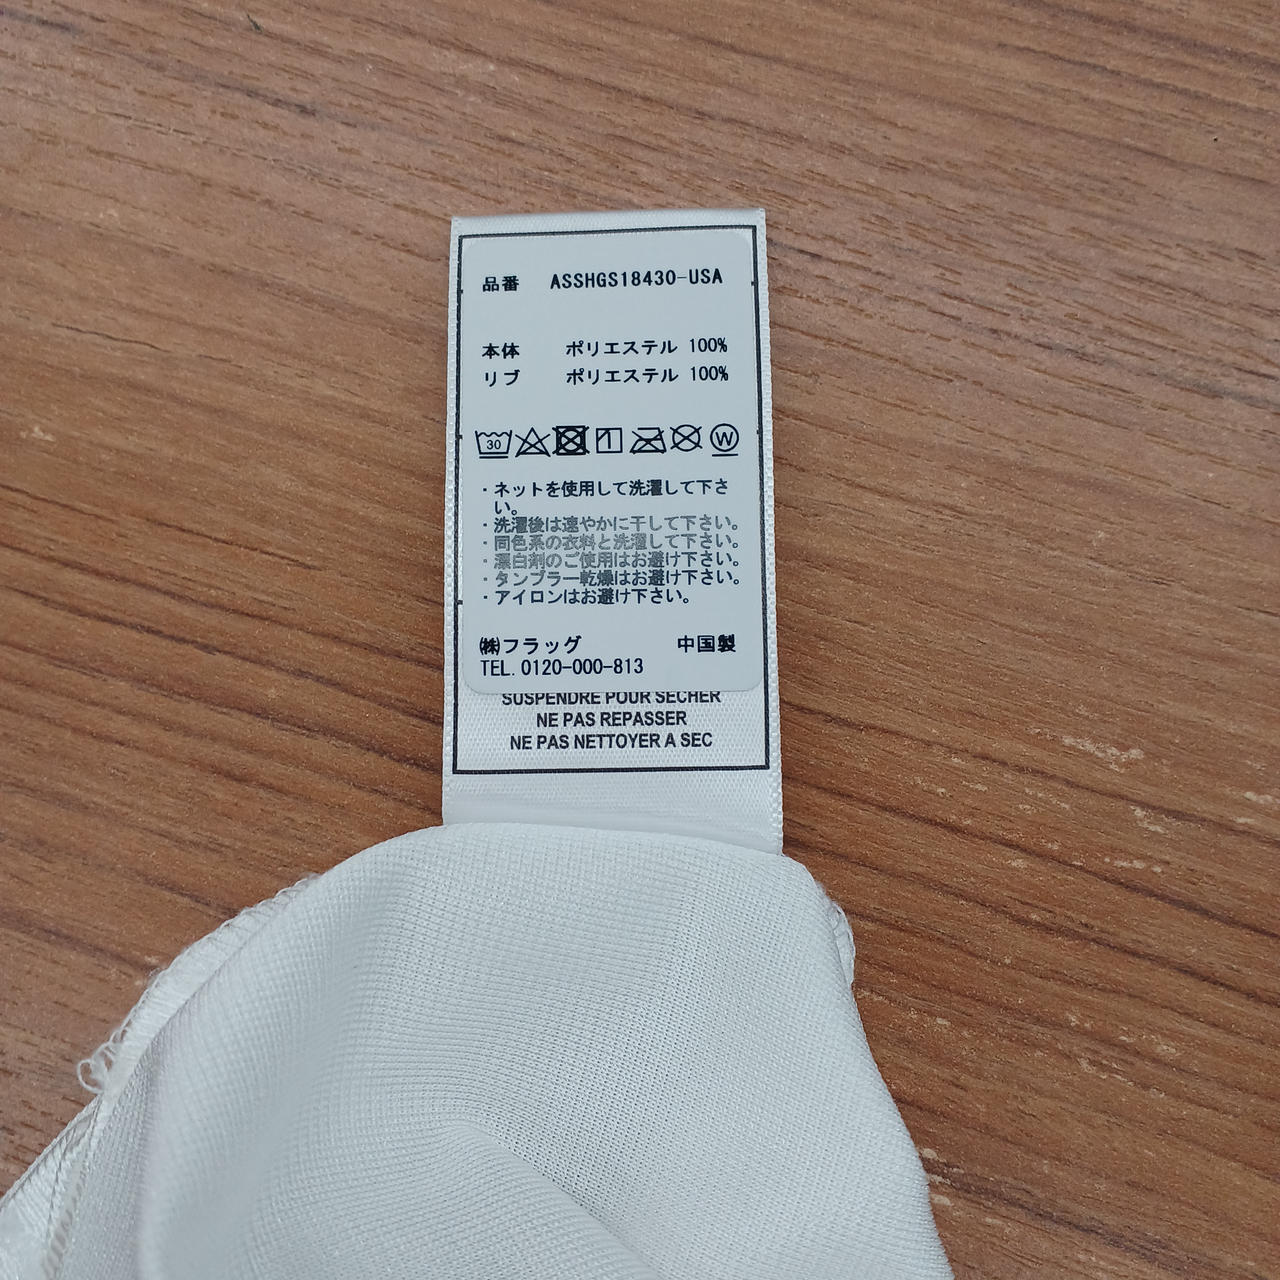 品番 ASSHGS18430-USA
本体 ポリエステル 100%
リブ ポリエステル 100%
30 W
・ネットを使用して洗濯して下さ
い。
・洗濯後は速やかに干して下さい。
・同色系の衣料と洗濯して下さい。
・漂白剤のご使用はお避け下さい。
・タンブラー乾燥はお避け下さい。
・アイロンはお避け下さい。
㈱フラッグ 中国製
TEL. 0120-000-813
SUSPENDRE POUR SECHER
NE PAS REPASSER
NE PAS NETTOYER A SEC